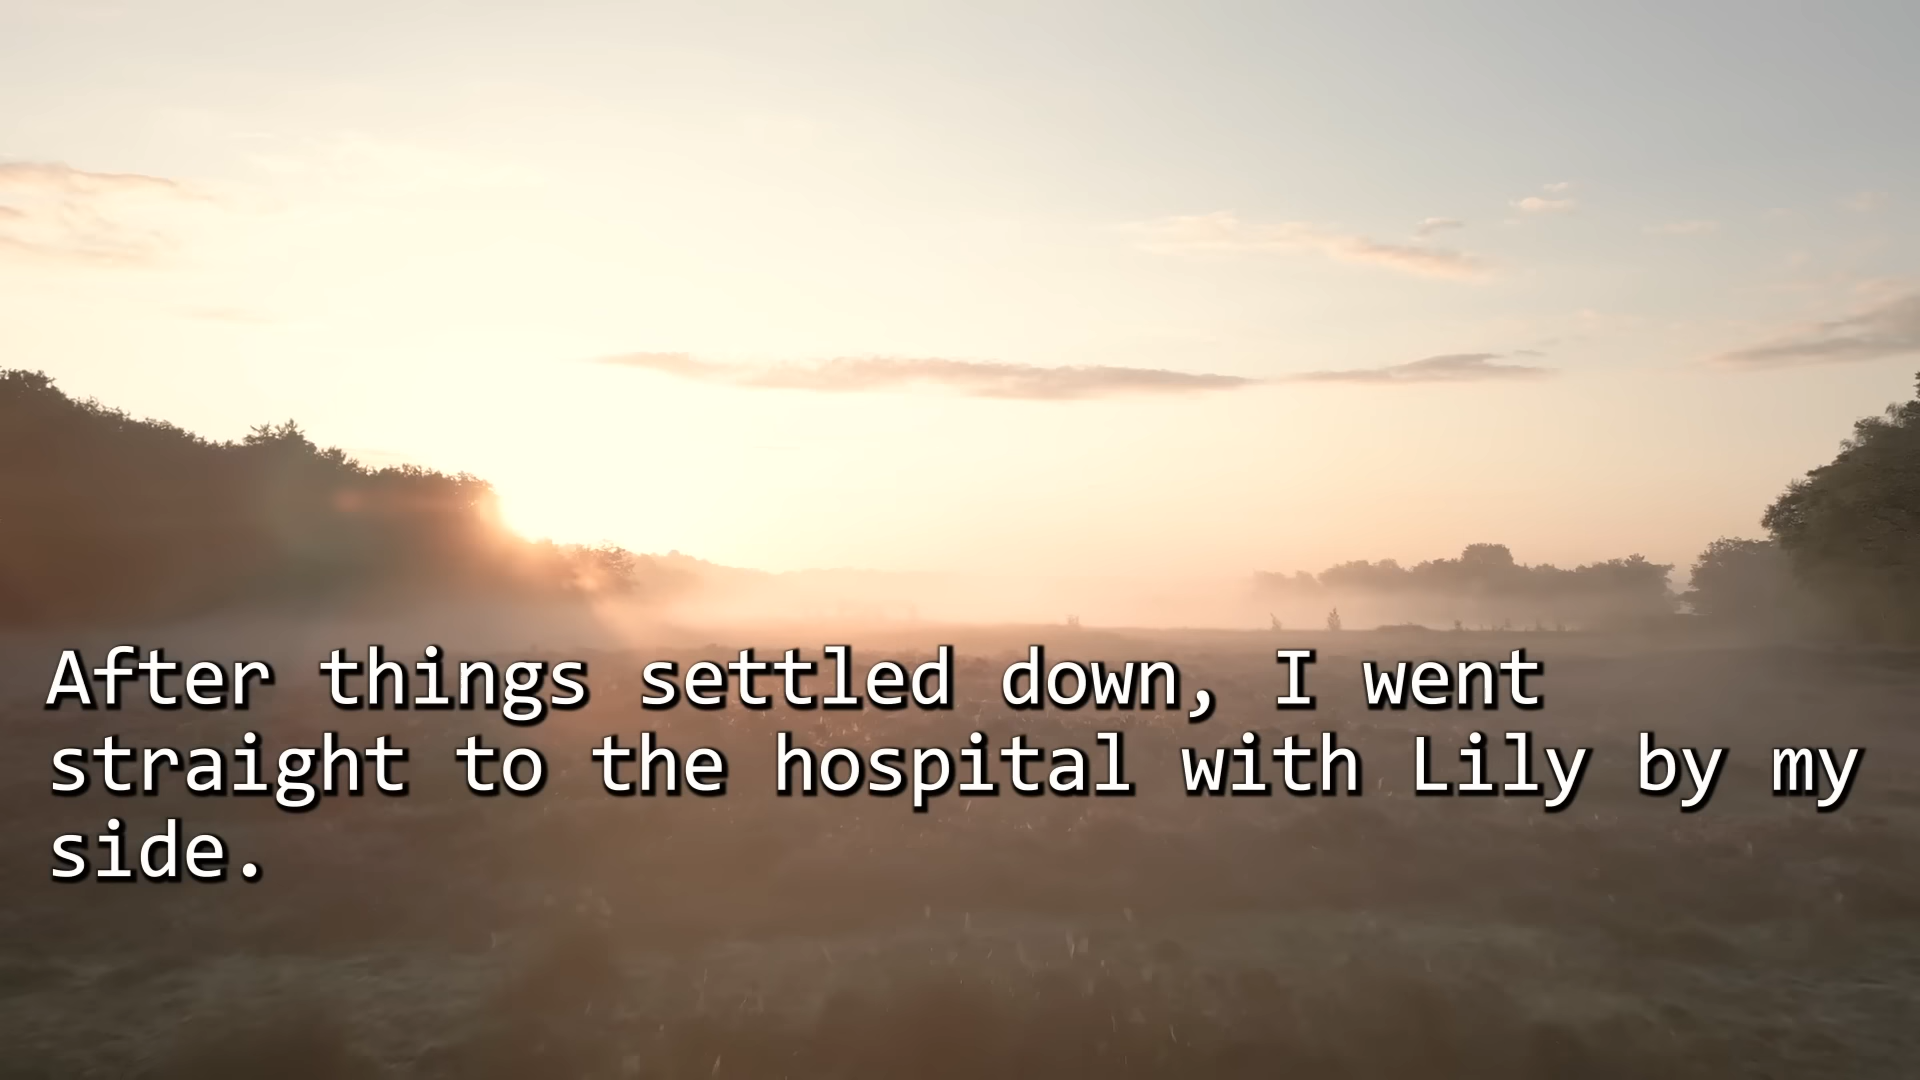 After things settled down, I went
straight to the hospital with Lily by my
side.